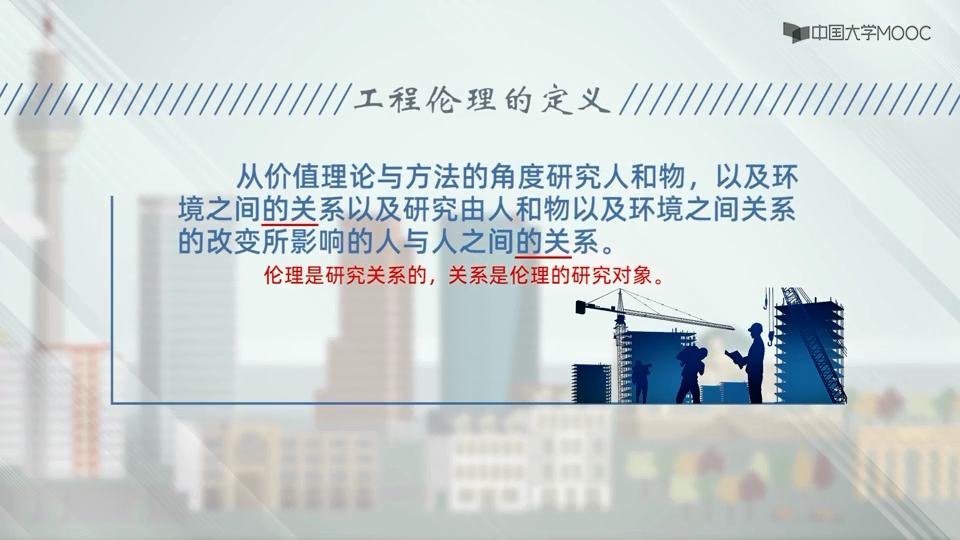 中国大学MOOC
工程伦理的定义
从价值理论与方法的角度研究人和物，以及环
境之间的关系以及研究由人和物以及环境之间关系
的改变所影响的人与人之间的关系。
伦理是研究关系的，关系是伦理的研究对象。